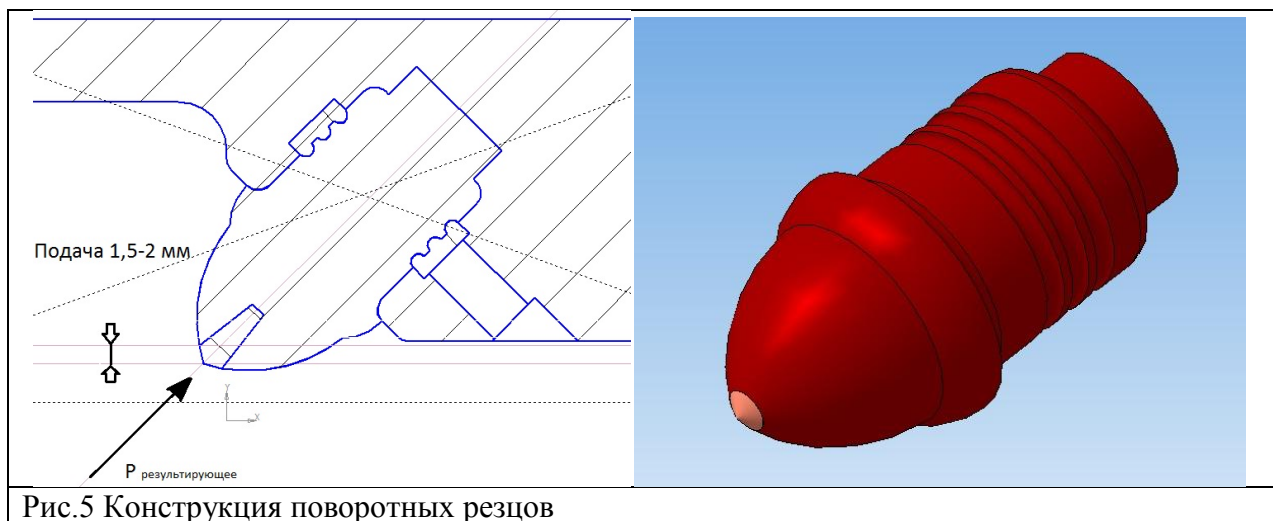 Подача 1,5-2 мм
Y
X
Р результирующее
Рис.5 Конструкция поворотных резцов